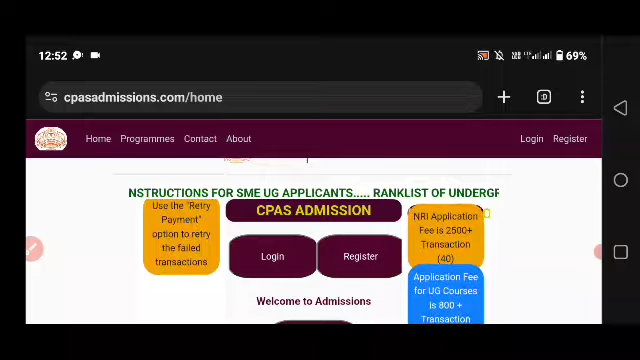 12:52
69%
cpasadmissions.com/home
:D
Home Programmes Contact About Login Register
NSTRUCTIONS FOR SME UG APPLICANTS..... RANKLIST OF UNDERGF
Use the "Retry
Payment"
option to retry
the failed
transactions
CPAS ADMISSION
Login
Register
Welcome to Admissions
NRI Application
Fee is 2500+
Transaction
(40)
Application Fee
for UG Courses
is 800 +
Transaction